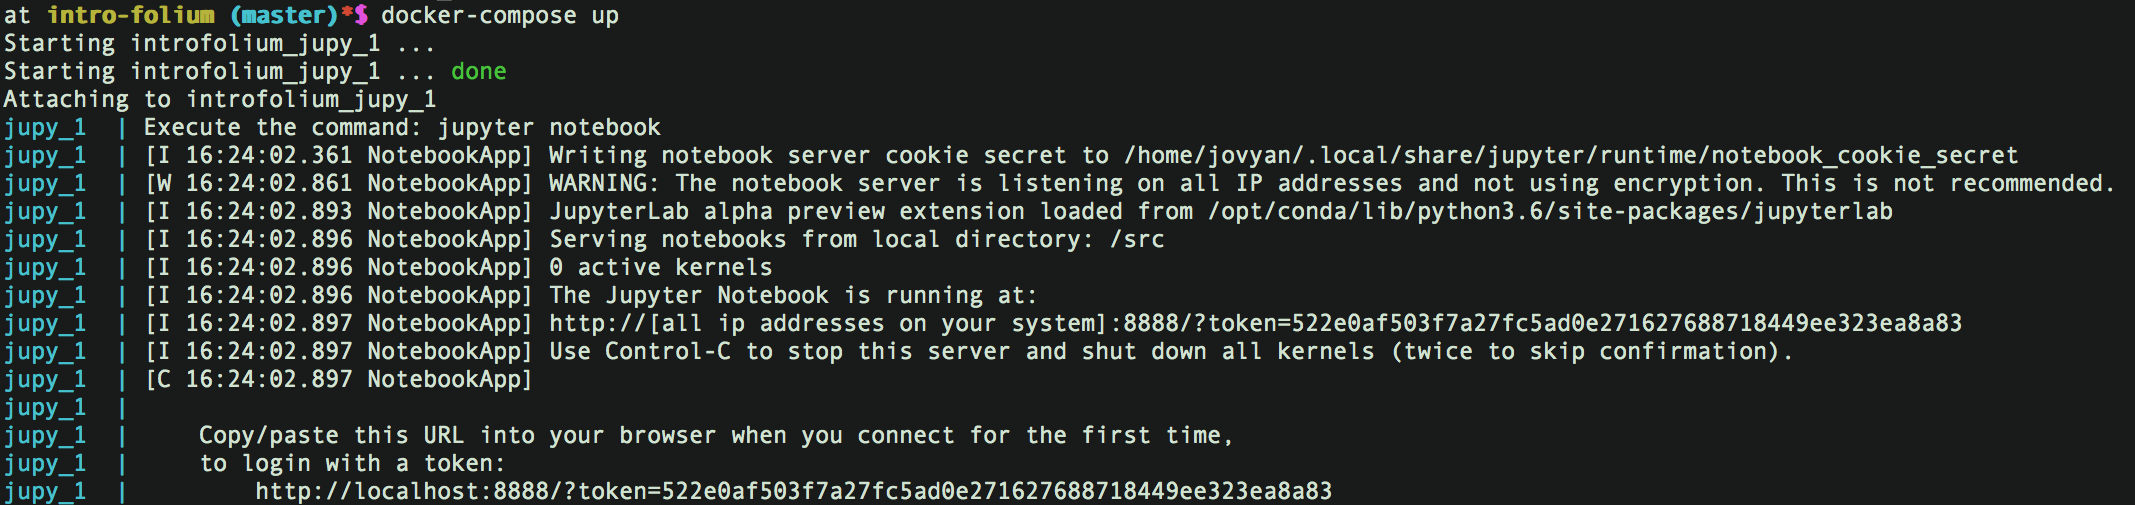 at intro-folium (master)*$ docker-compose up
Starting introfolium_jupy_1 ...
Starting introfolium_jupy_1 ... done
Attaching to introfolium_jupy_1
jupy_1  | Execute the command: jupyter notebook
jupy_1  | [I 16:24:02.361 NotebookApp] Writing notebook server cookie secret to /home/jovyan/.local/share/jupyter/runtime/notebook_cookie_secret
jupy_1  | [W 16:24:02.861 NotebookApp] WARNING: The notebook server is listening on all IP addresses and not using encryption. This is not recommended.
jupy_1  | [I 16:24:02.893 NotebookApp] JupyterLab alpha preview extension loaded from /opt/conda/lib/python3.6/site-packages/jupyterlab
jupy_1  | [I 16:24:02.896 NotebookApp] Serving notebooks from local directory: /src
jupy_1  | [I 16:24:02.896 NotebookApp] 0 active kernels
jupy_1  | [I 16:24:02.896 NotebookApp] The Jupyter Notebook is running at:
jupy_1  | [I 16:24:02.897 NotebookApp] http://[all ip addresses on your system]:8888/?token=522e0af503f7a27fc5ad0e271627688718449ee323ea8a83
jupy_1  | [I 16:24:02.897 NotebookApp] Use Control-C to stop this server and shut down all kernels (twice to skip confirmation).
jupy_1  | [C 16:24:02.897 NotebookApp]
jupy_1  |
jupy_1  |     Copy/paste this URL into your browser when you connect for the first time,
jupy_1  |     to login with a token:
jupy_1  |         http://localhost:8888/?token=522e0af503f7a27fc5ad0e271627688718449ee323ea8a83